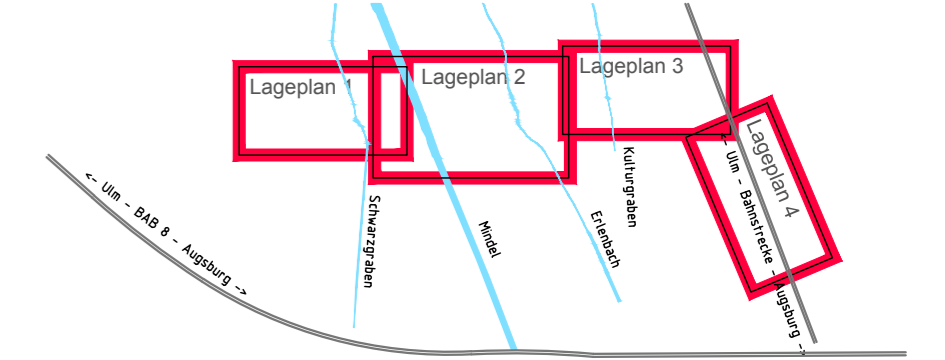 Lageplan 1
Lageplan 2
Lageplan 3
Lageplan 4
<- Ulm - BAB 8 - Augsburg ->
Schwarzgraben
Mindel
Erlenbach
Kulturgraben
<- Ulm - Bahnstrecke - Augsburg ->